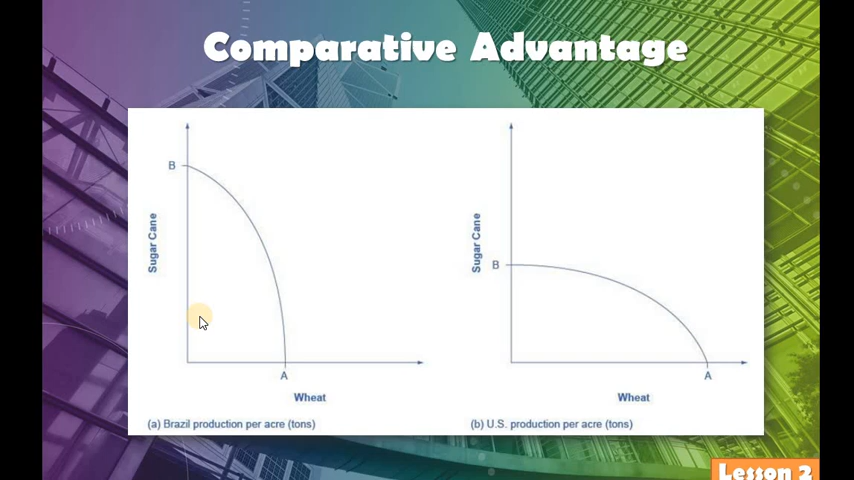 Comparative Advantage
B
Sugar Cane
A
Wheat
(a) Brazil production per acre (tons)
B
Sugar Cane
A
Wheat
(b) U.S. production per acre (tons)
Lesson 2